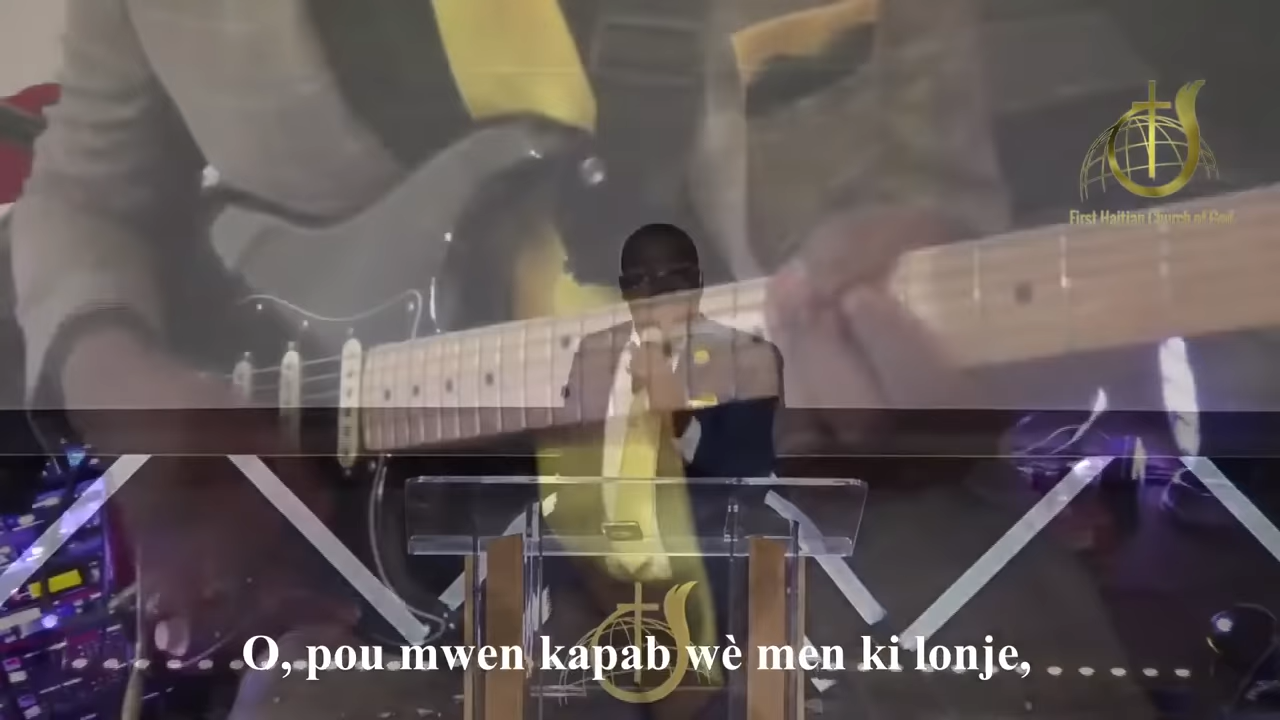 First Haitian Church of God
O, pou mwen kapab wè men ki lonje,